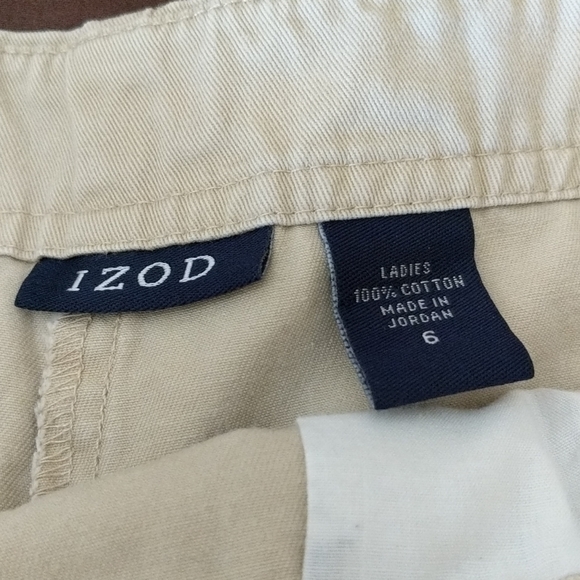 IZOD
LADIES
100% COTTON
MADE IN
JORDAN
6